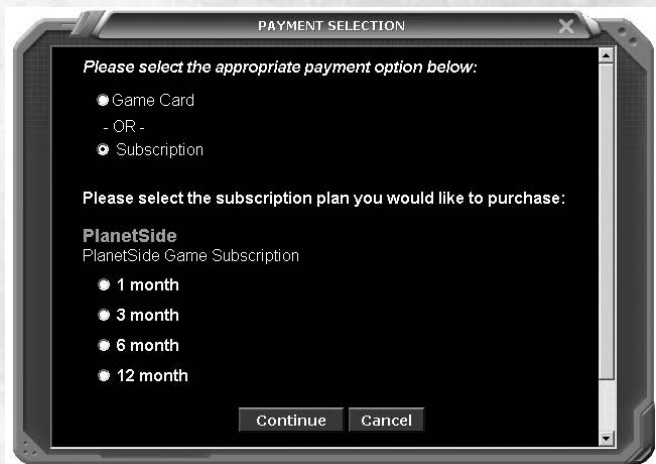 PAYMENT SELECTION
Please select the appropriate payment option below:
Game Card
- OR -
Subscription
Please select the subscription plan you would like to purchase:
PlanetSide
PlanetSide Game Subscription
1 month
3 month
6 month
12 month
Continue Cancel